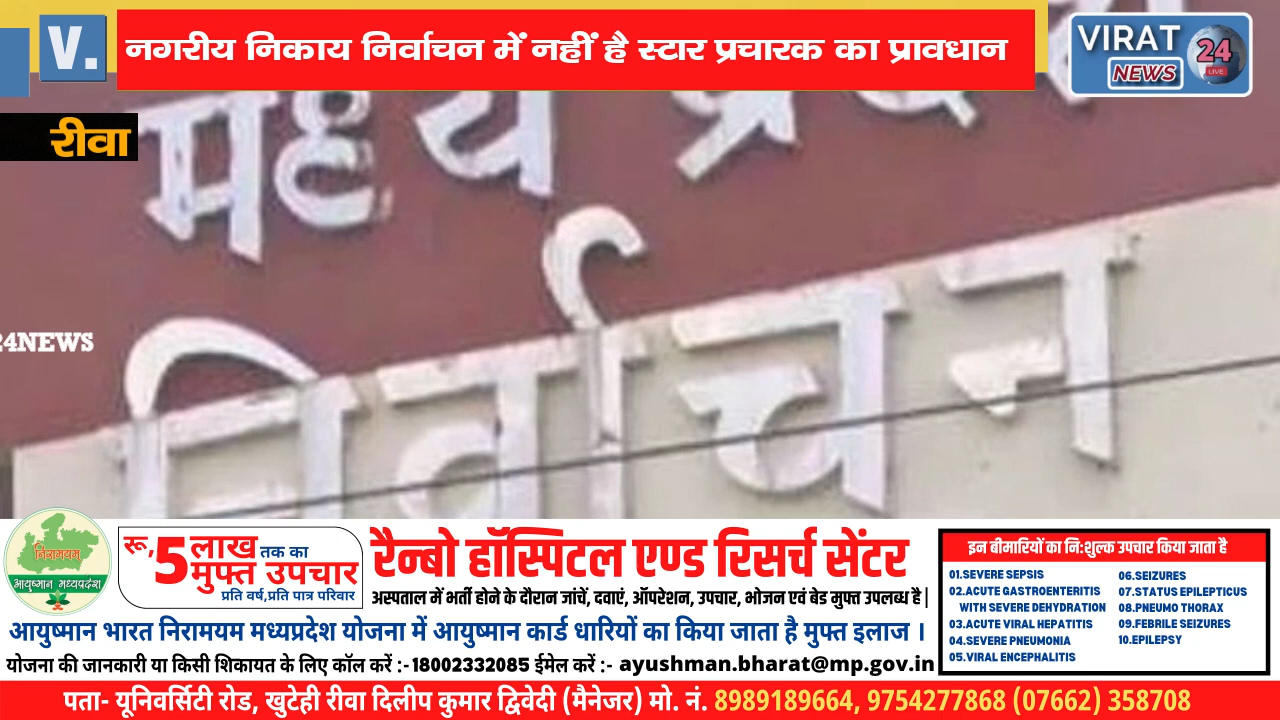 V.
नगरीय निकाय निर्वाचन में नहीं है स्टार प्रचारक का प्रावधान
VIRAT
24
LIVE
NEWS
रीवा
मध्य प्रदेश
निर्वाचन
24NEWS
निरामयम्
आयुष्मान मध्यप्रदेश
रू,5 लाख तक का
मुफ्त उपचार
प्रति वर्ष,प्रति पात्र परिवार
रैन्बो हॉस्पिटल एण्ड रिसर्च सेंटर
अस्पताल में भर्ती होने के दौरान जांचें, दवाएं, ऑपरेशन, उपचार, भोजन एवं बेड मुफ्त उपलब्ध है|
आयुष्मान भारत निरामयम मध्यप्रदेश योजना में आयुष्मान कार्ड धारियों का किया जाता है मुफ्त इलाज ।
योजना की जानकारी या किसी शिकायत के लिए कॉल करें :-18002332085 ईमेल करें :- ayushman.bharat@mp.gov.in
इन बीमारियों का नि:शुल्क उपचार किया जाता है
01.SEVERE SEPSIS
02.ACUTE GASTROENTERITIS
WITH SEVERE DEHYDRATION
03.ACUTE VIRAL HEPATITIS
04.SEVERE PNEUMONIA
05.VIRAL ENCEPHALITIS
06.SEIZURES
07.STATUS EPILEPTICUS
08.PNEUMO THORAX
09.FEBRILE SEIZURES
10.EPILEPSY
पता- यूनिवर्सिटी रोड, खुटेही रीवा दिलीप कुमार द्विवेदी (मैनेजर) मो. नं. 8989189664, 9754277868 (07662) 358708